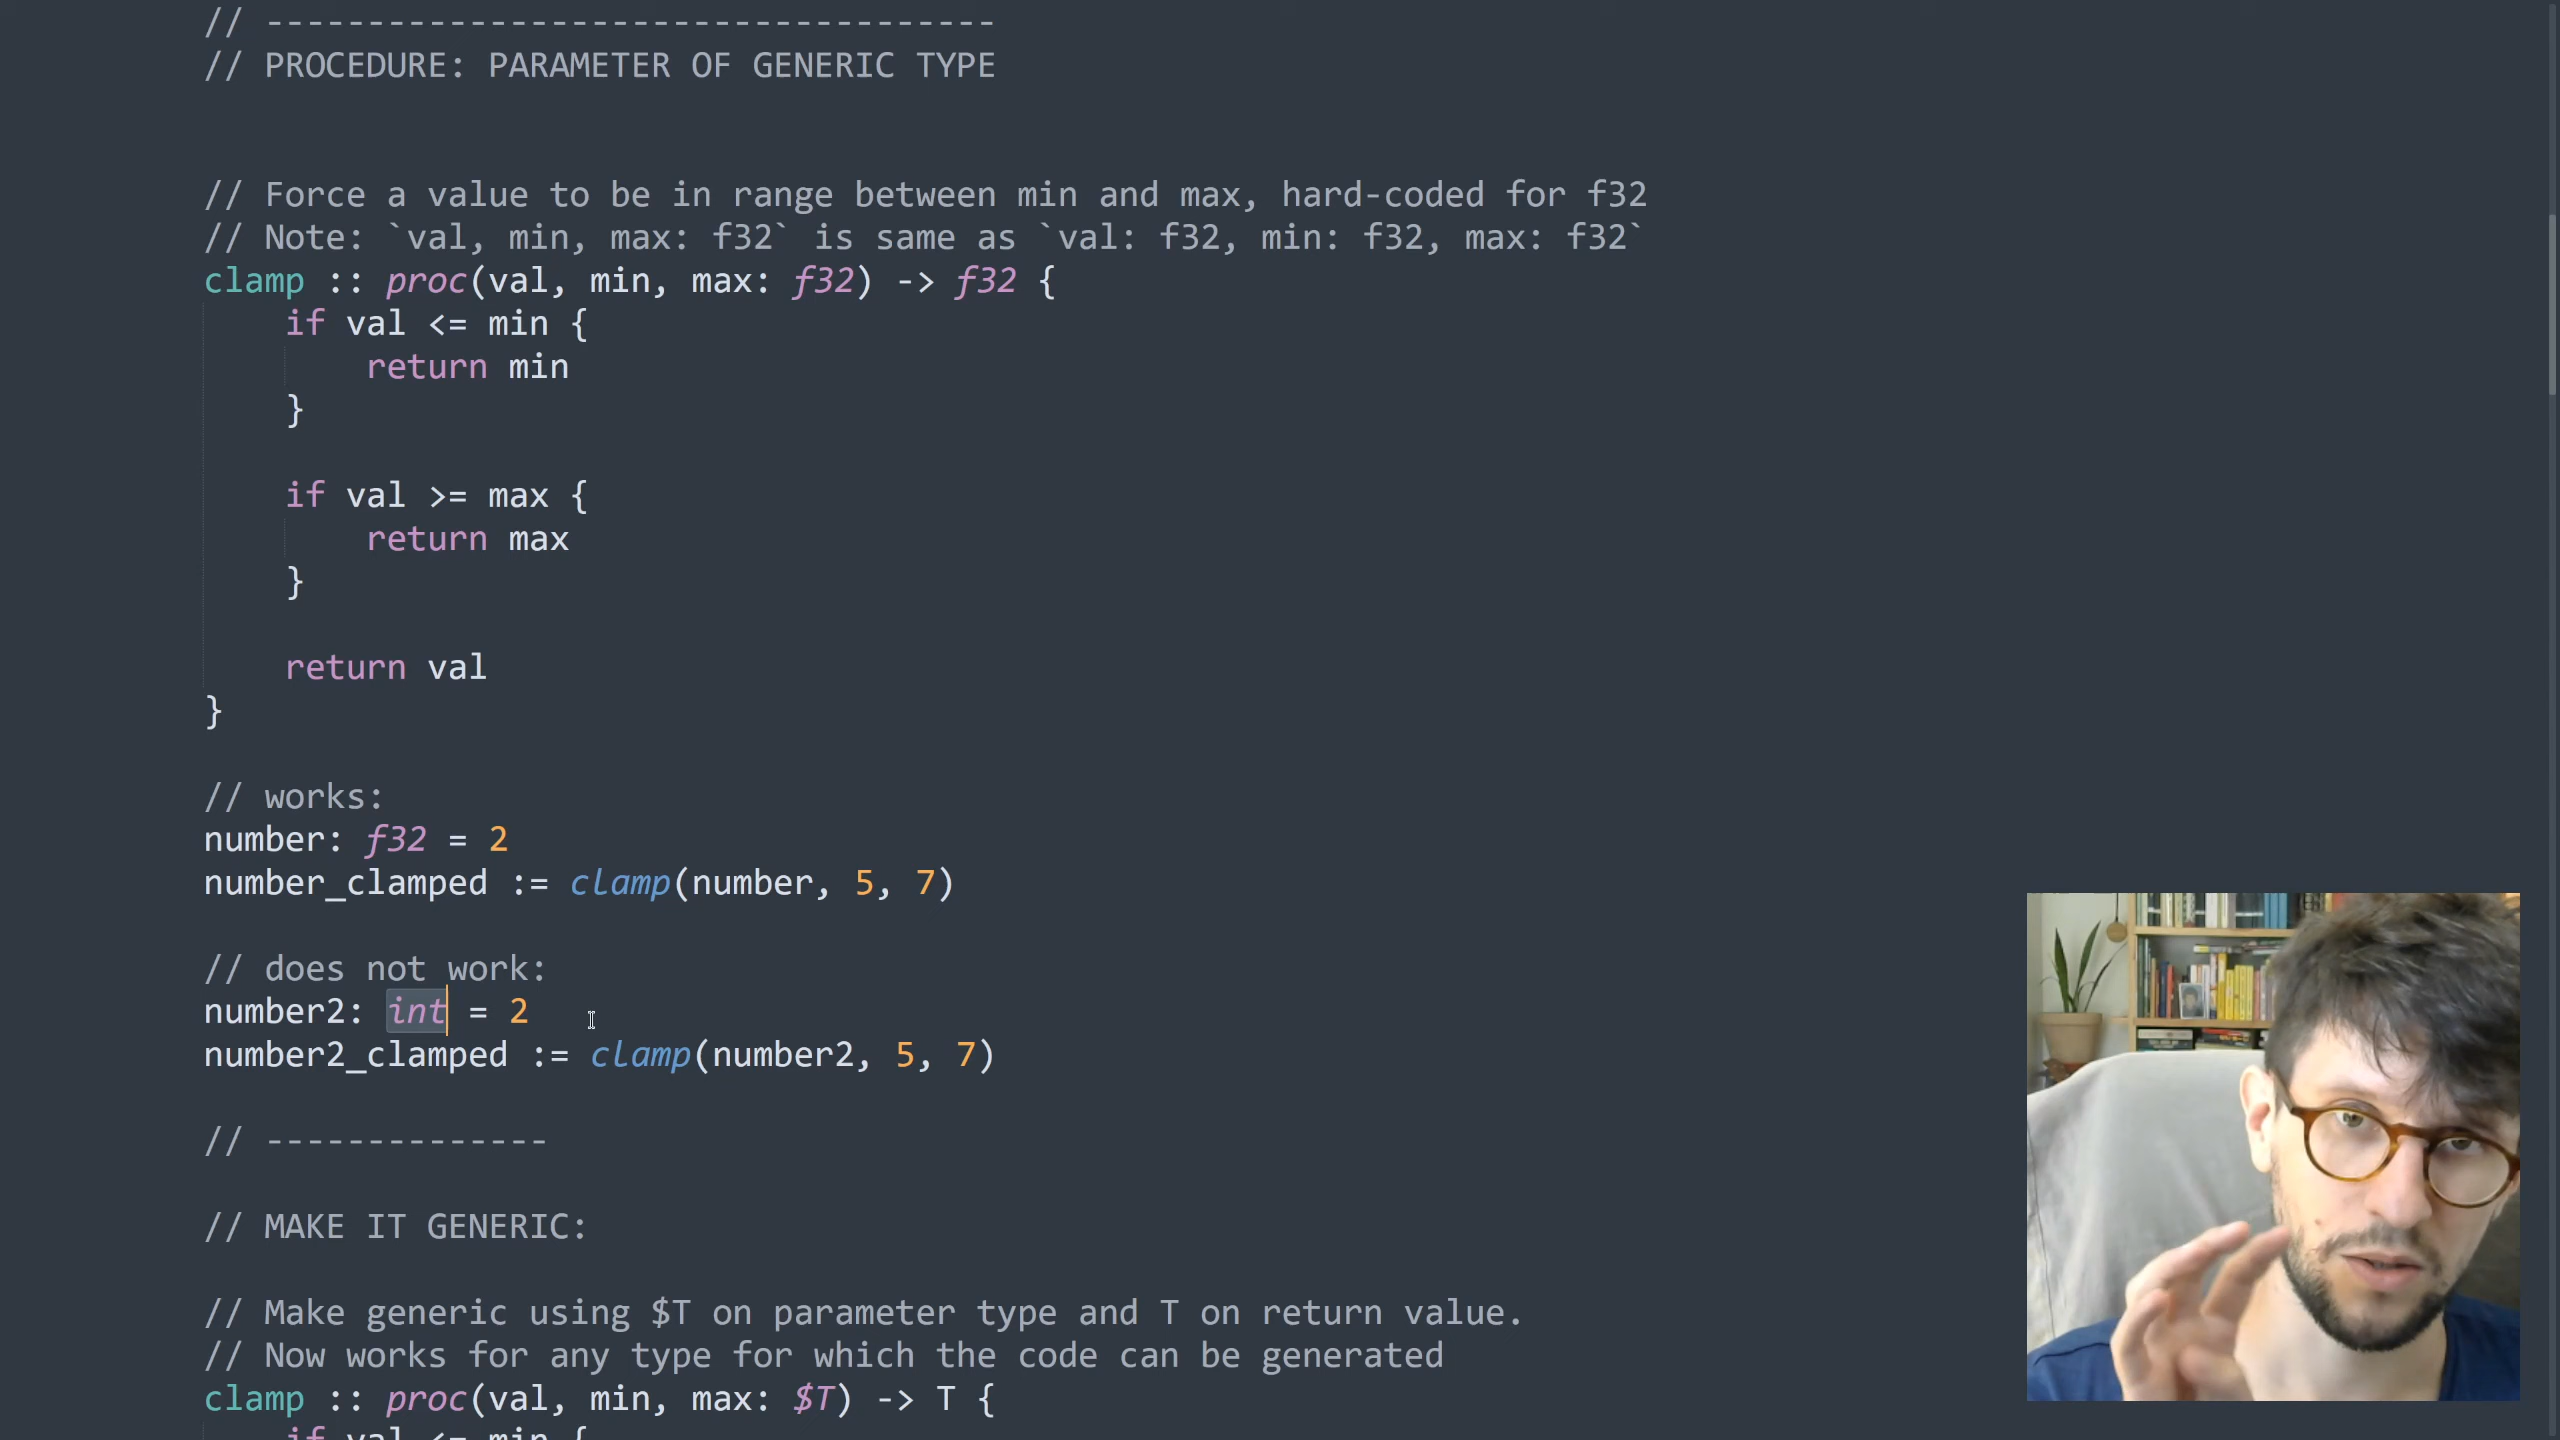 // ------------------------------------
// PROCEDURE: PARAMETER OF GENERIC TYPE
// Force a value to be in range between min and max, hard-coded for f32
// Note: `val, min, max: f32` is same as `val: f32, min: f32, max: f32`
clamp :: proc(val, min, max: f32) -> f32 {
    if val <= min {
        return min
    }
    if val >= max {
        return max
    }
    return val
}
// works:
number: f32 = 2
number_clamped := clamp(number, 5, 7)
// does not work:
number2: int = 2
number2_clamped := clamp(number2, 5, 7)
// --------------
// MAKE IT GENERIC:
// Make generic using $T on parameter type and T on return value.
// Now works for any type for which the code can be generated
clamp :: proc(val, min, max: $T) -> T {
    if val <= min {